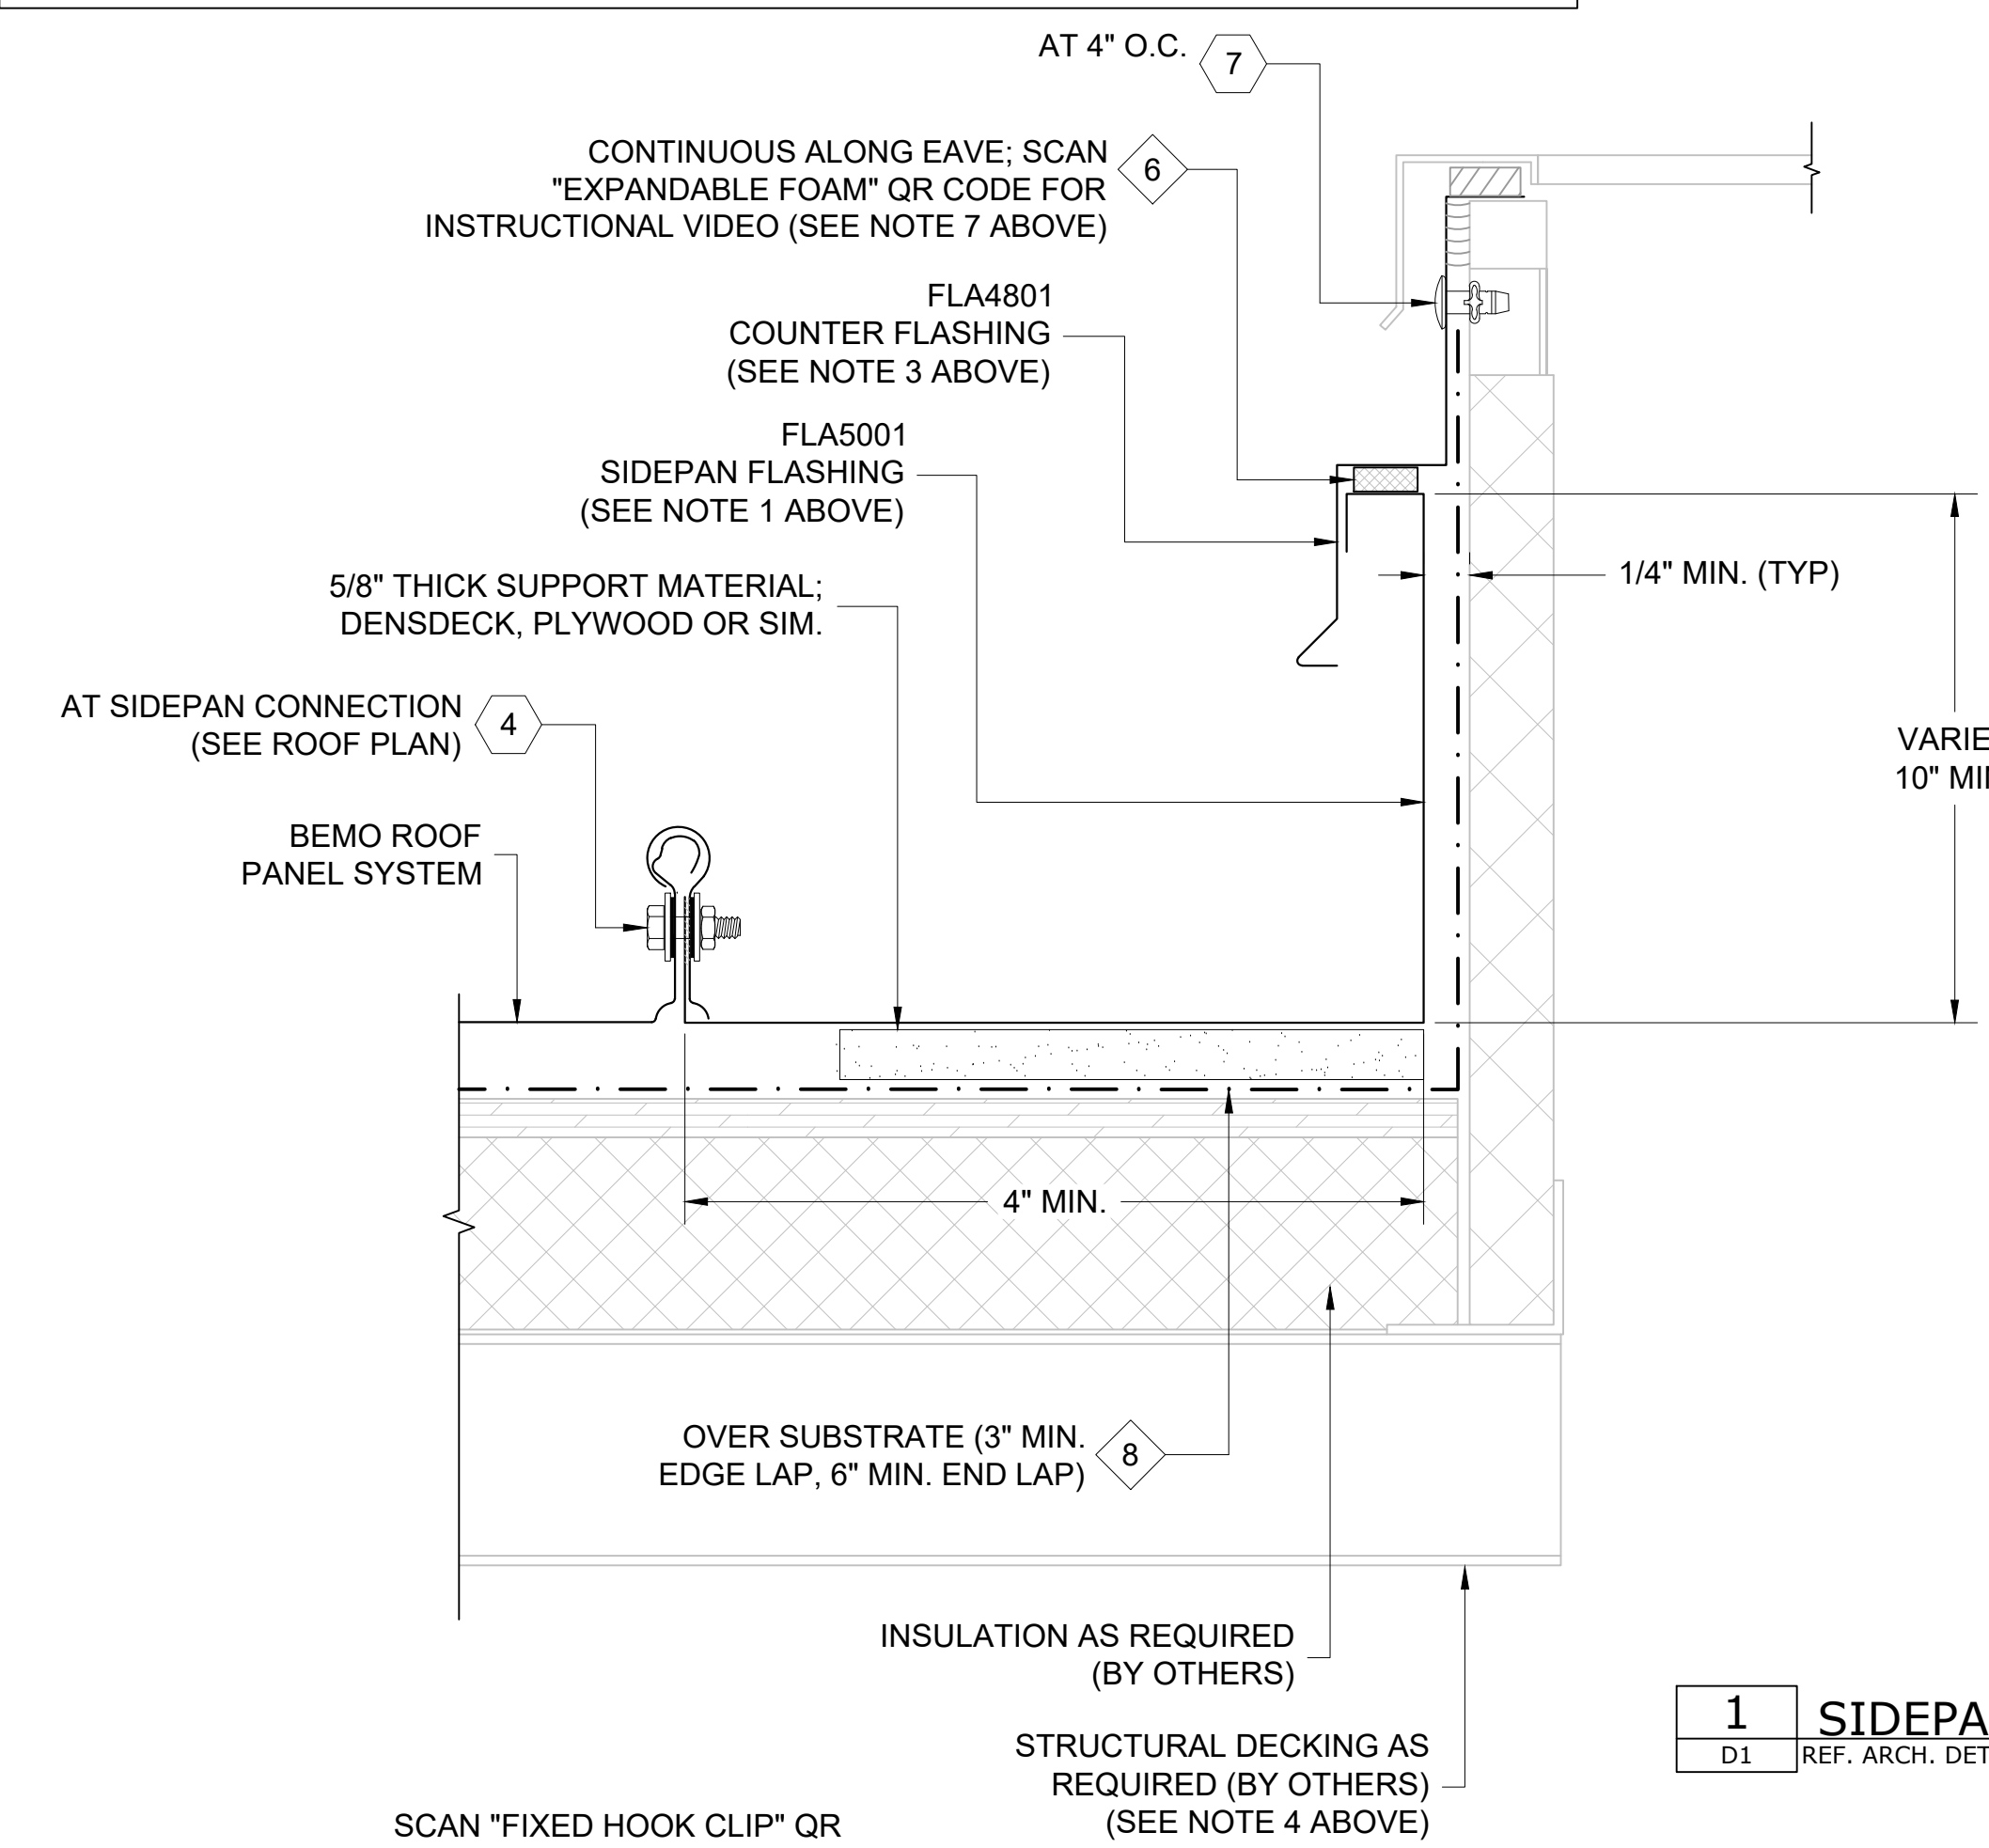 AT 4" O.C.
7
CONTINUOUS ALONG EAVE; SCAN
"EXPANDABLE FOAM" QR CODE FOR
INSTRUCTIONAL VIDEO (SEE NOTE 7 ABOVE)
6
FLA4801
COUNTER FLASHING
(SEE NOTE 3 ABOVE)
FLA5001
SIDEPAN FLASHING
(SEE NOTE 1 ABOVE)
1/4" MIN. (TYP)
5/8" THICK SUPPORT MATERIAL;
DENSDECK, PLYWOOD OR SIM.
AT SIDEPAN CONNECTION
(SEE ROOF PLAN)
4
VARIE
10" MIN
BEMO ROOF
PANEL SYSTEM
4" MIN.
OVER SUBSTRATE (3" MIN.
EDGE LAP, 6" MIN. END LAP)
8
INSULATION AS REQUIRED
(BY OTHERS)
STRUCTURAL DECKING AS
REQUIRED (BY OTHERS)
(SEE NOTE 4 ABOVE)
1
D1
SIDEPA
REF. ARCH. DET
SCAN "FIXED HOOK CLIP" QR